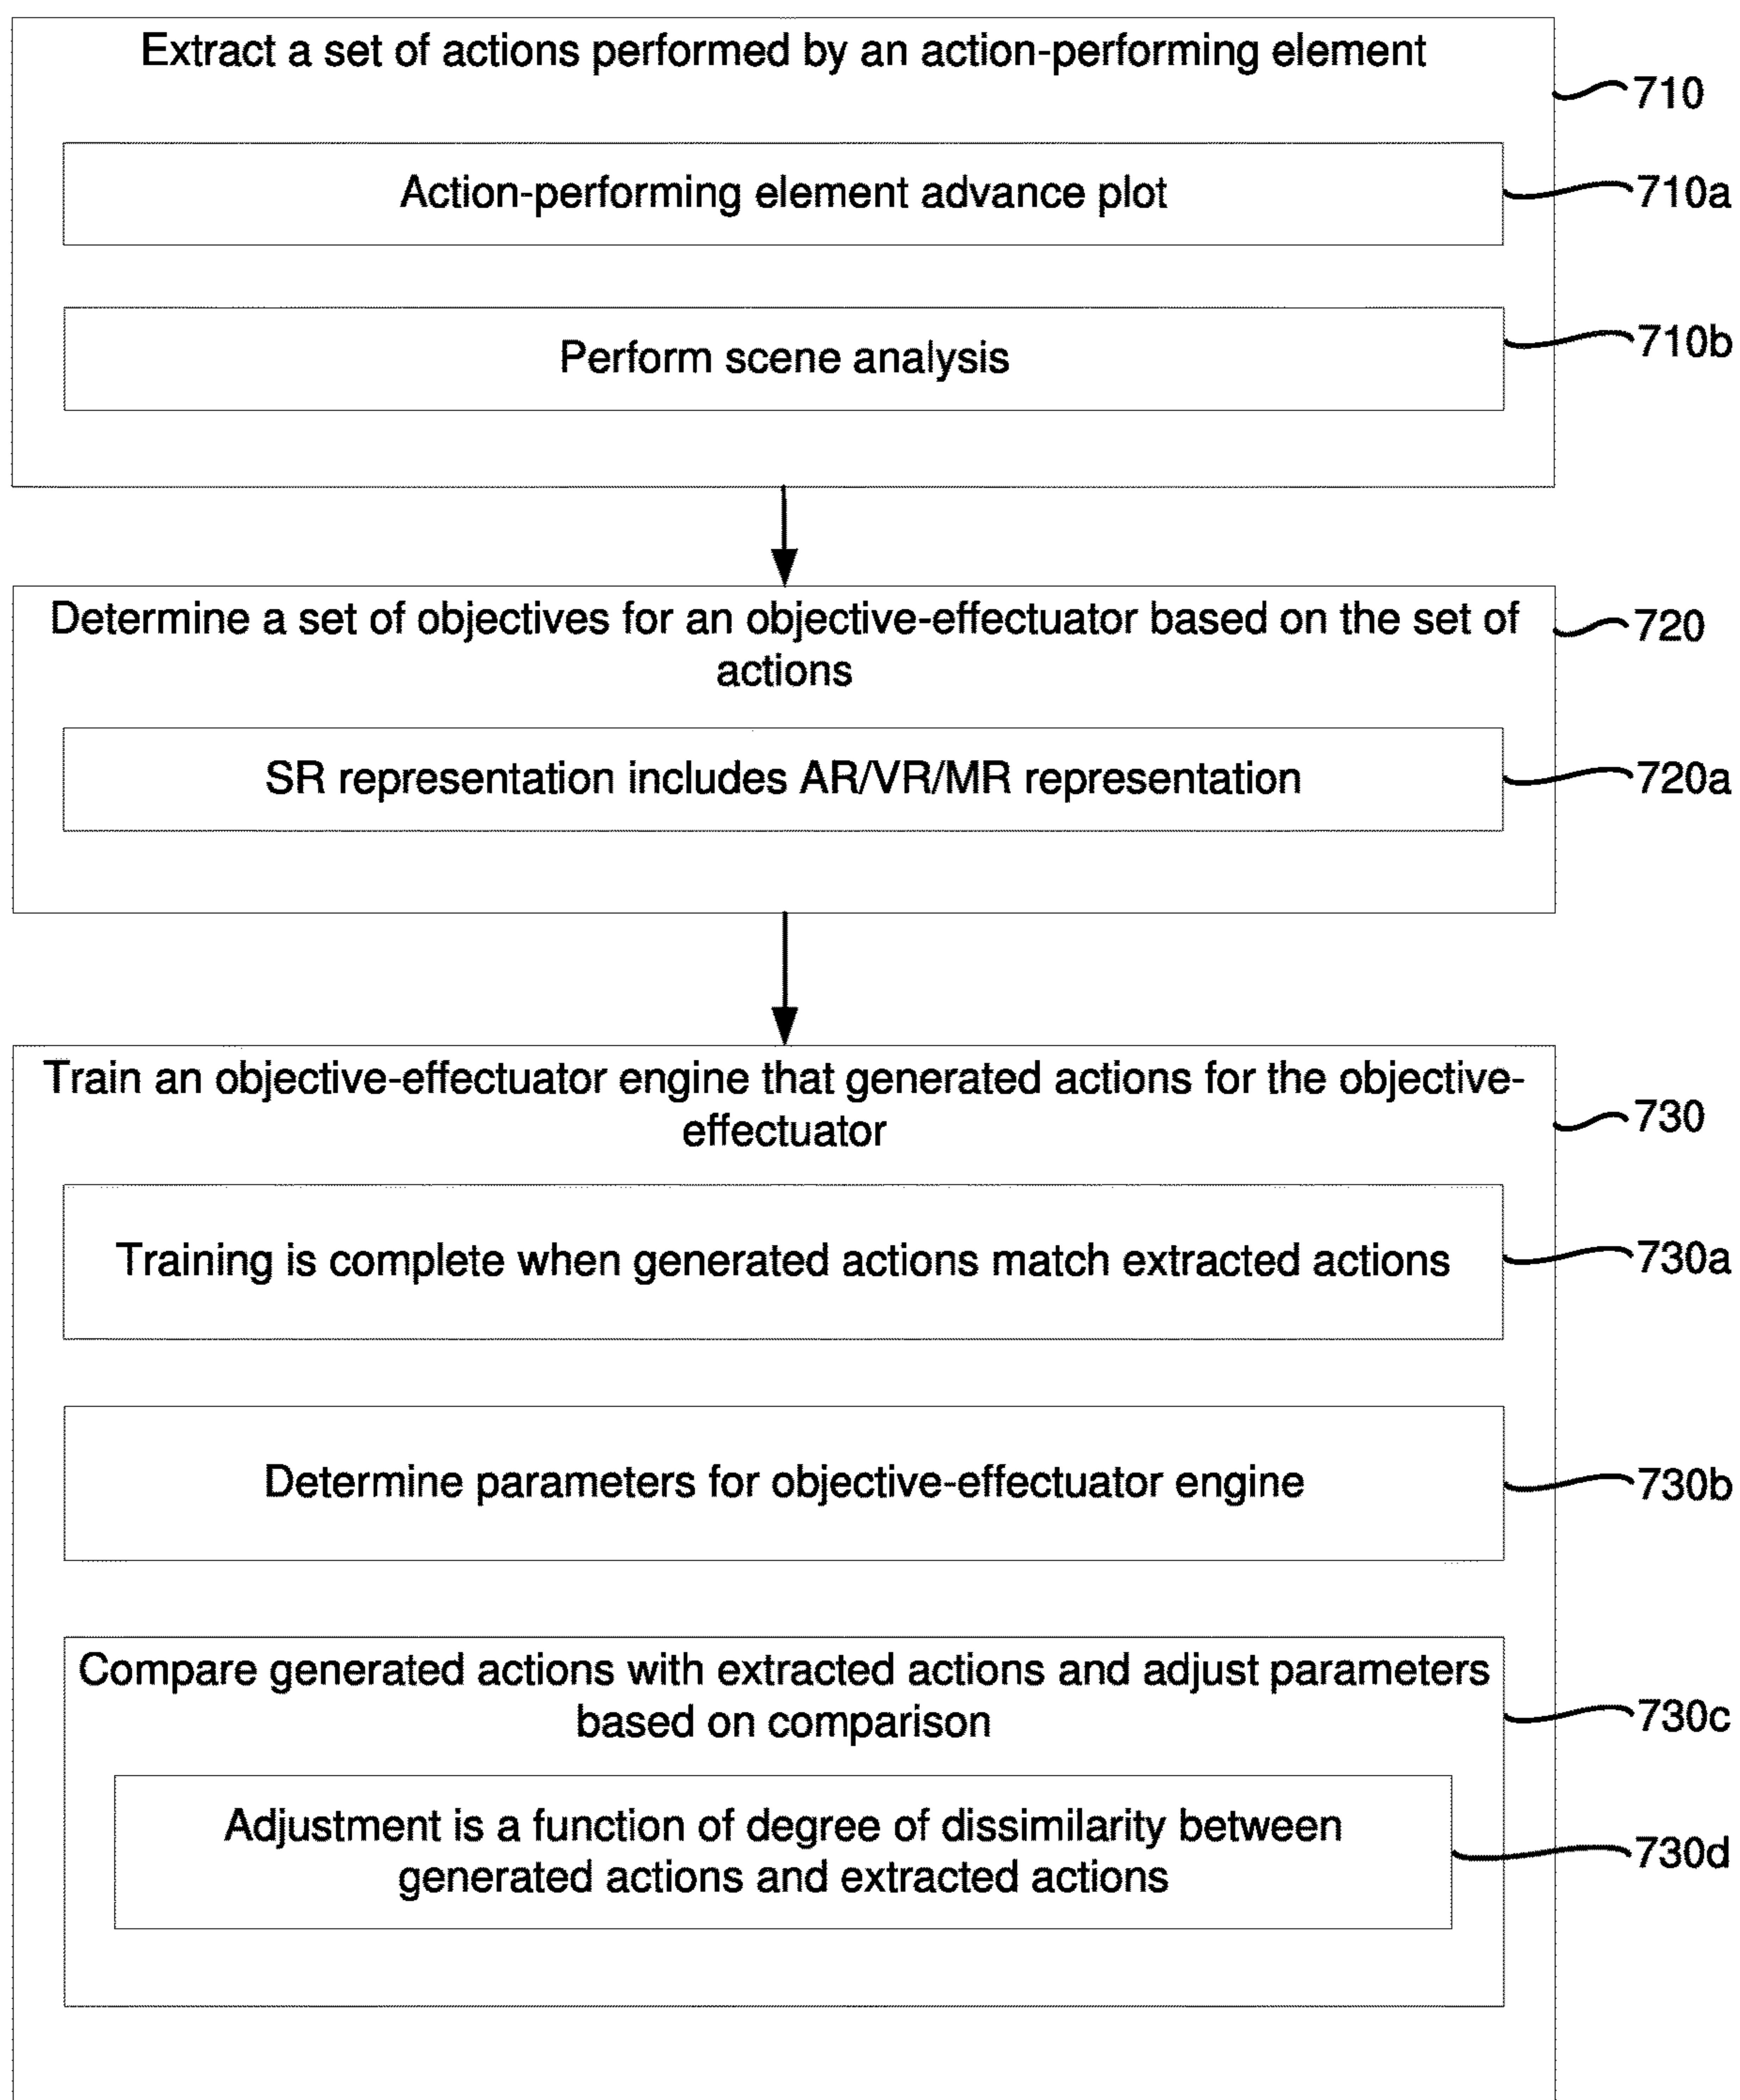 Extract a set of actions performed by an action-performing element
710
Action-performing element advance plot
710a
Perform scene analysis
710b
Determine a set of objectives for an objective-effectuator based on the set of
actions
720
SR representation includes AR/VR/MR representation
720a
Train an objective-effectuator engine that generated actions for the objective-
effectuator
730
Training is complete when generated actions match extracted actions
730a
Determine parameters for objective-effectuator engine
730b
Compare generated actions with extracted actions and adjust parameters
based on comparison
730c
Adjustment is a function of degree of dissimilarity between
generated actions and extracted actions
730d